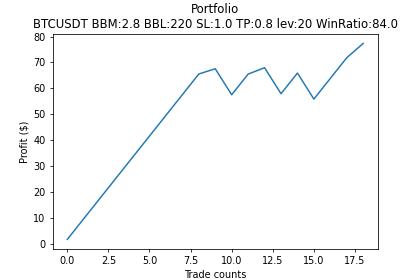 Portfolio
BTCUSDT BBM:2.8 BBL:220 SL:1.0 TP:0.8 lev:20 WinRatio:84.0
80
70
60
50
40
30
20
10
0
Profit ($)
0.0 2.5 5.0 7.5 10.0 12.5 15.0 17.5
Trade counts